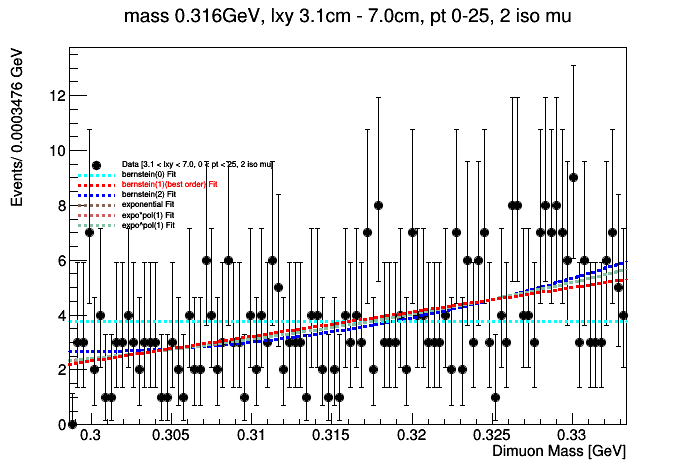 mass 0.316GeV, lxy 3.1cm - 7.0cm, pt 0-25, 2 iso mu
Events/ 0.0003476 GeV
12
10
8
6
4
2
0
Data [3.1 < lxy < 7.0, 0 < pt < 25, 2 iso mu]
bernstein(0) Fit
bernstein(1)(best order) Fit
bernstein(2) Fit
exponential Fit
expo*pol(1) Fit
expo^pol(1) Fit
0.3 0.305 0.31 0.315 0.32 0.325 0.33
Dimuon Mass [GeV]